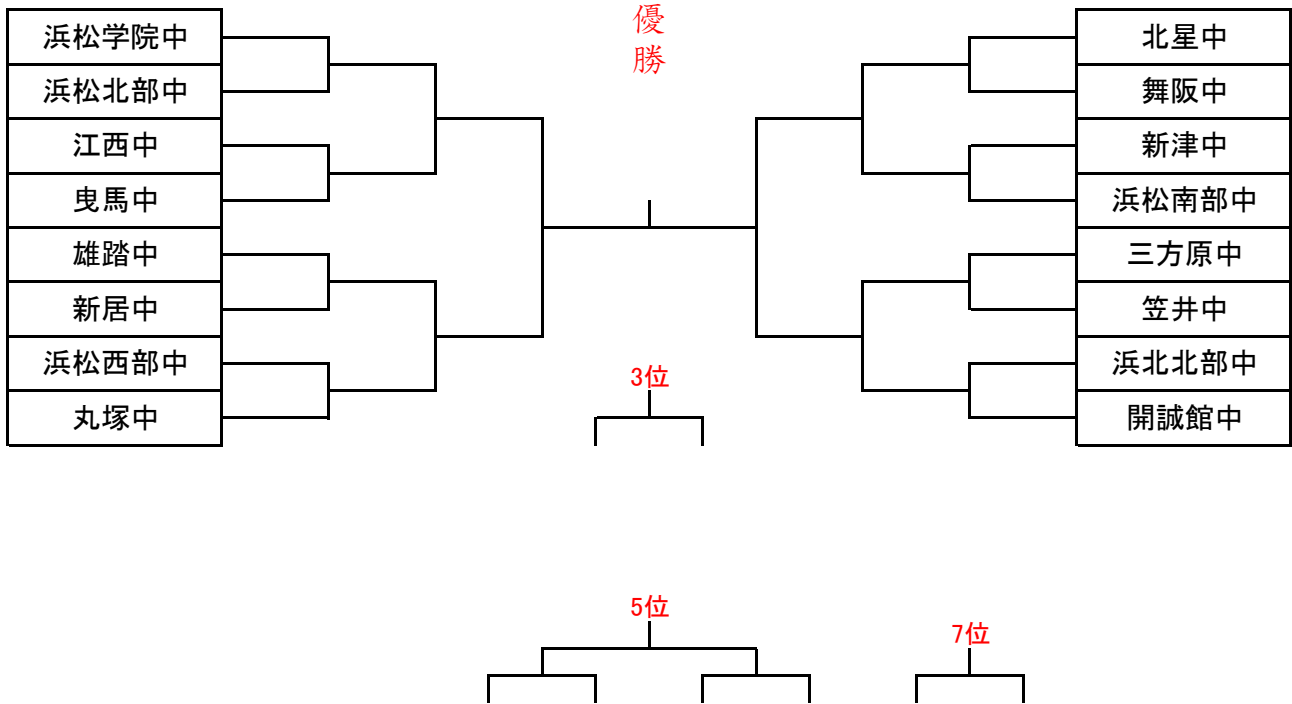 優
勝
浜松学院中
浜松北部中
江西中
曳馬中
雄踏中
新居中
浜松西部中
丸塚中
北星中
舞阪中
新津中
浜松南部中
三方原中
笠井中
浜北北部中
開誠館中
3位
5位
7位